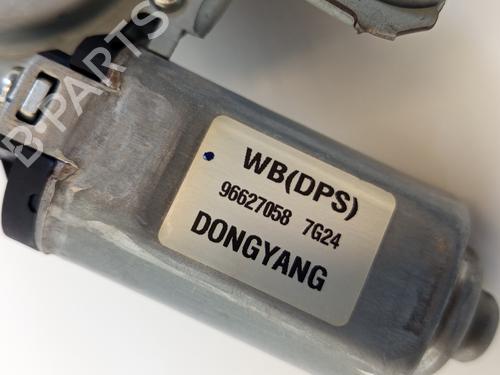 B-PARTS
WB(DPS)
96627058 7G24
DONGYANG